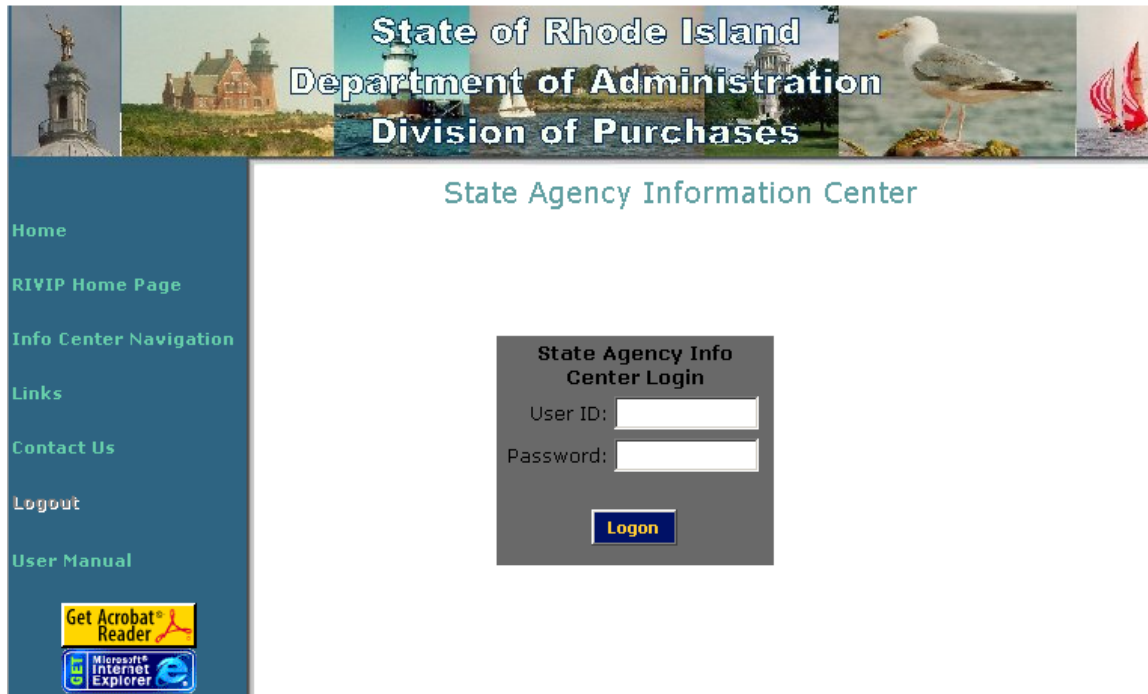 State of Rhode Island
Department of Administration
Division of Purchases
State Agency Information Center
Home
RIVIP Home Page
Info Center Navigation
Links
Contact Us
Logout
User Manual
Get Acrobat®
Reader
GET
Microsoft®
Internet
Explorer
State Agency Info
Center Login
User ID:
Password:
Logon